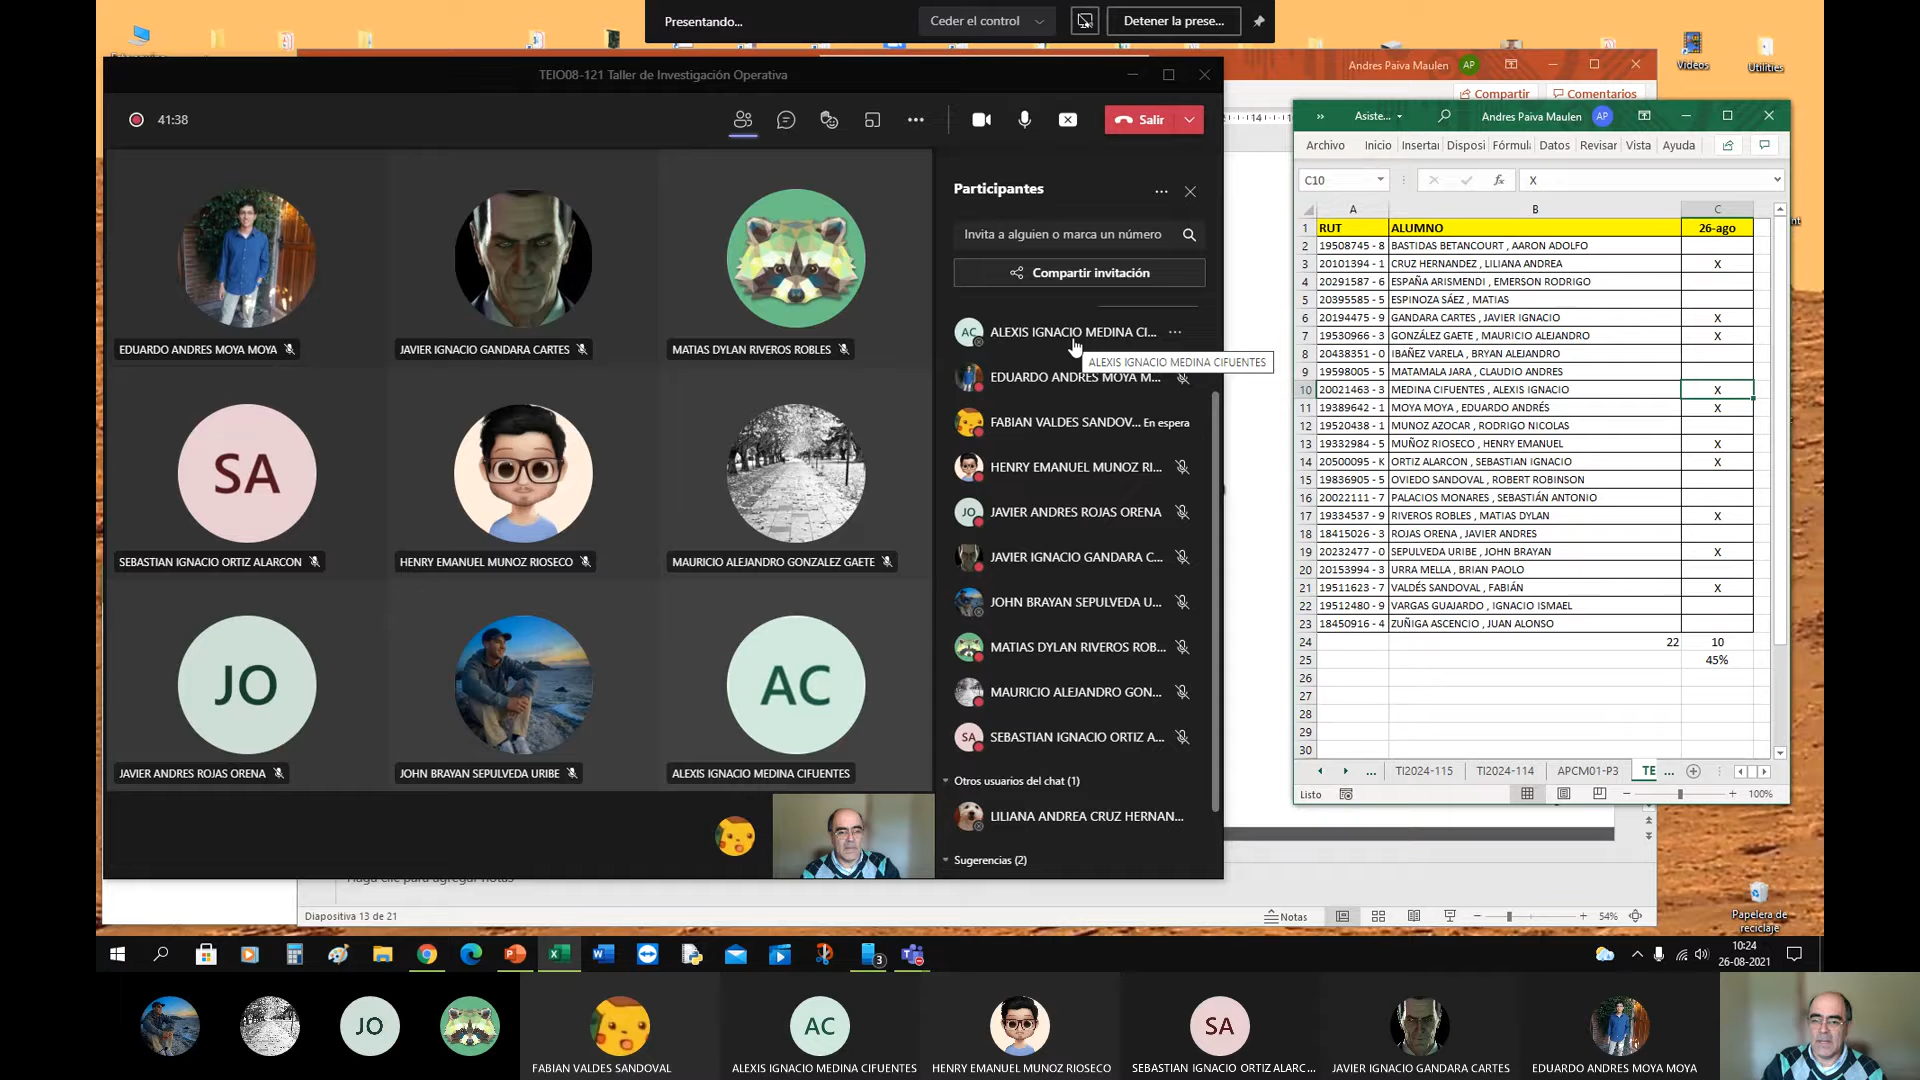 Presentando...
Ceder el control
Detener la prese...
Videos
Utilities
Andres Paiva Maulen AP
Compartir
Comentarios
TEIO08-121 Taller de Investigación Operativa
41:38
Salir
Participantes
Invita a alguien o marca un número
Compartir invitación
AC ALEXIS IGNACIO MEDINA CI... ...
ALEXIS IGNACIO MEDINA CIFUENTES
EDUARDO ANDRES MOYA M...
FABIAN VALDES SANDOV... En espera
HENRY EMANUEL MUNOZ RI...
JO JAVIER ANDRES ROJAS ORENA
JAVIER IGNACIO GANDARA C...
JOHN BRAYAN SEPULVEDA U...
MATIAS DYLAN RIVEROS ROB...
MAURICIO ALEJANDRO GON...
SA SEBASTIAN IGNACIO ORTIZ A...
Otros usuarios del chat (1)
LILIANA ANDREA CRUZ HERNAN...
Sugerencias (2)
EDUARDO ANDRES MOYA MOYA
JAVIER IGNACIO GANDARA CARTES
MATIAS DYLAN RIVEROS ROBLES
SA
SEBASTIAN IGNACIO ORTIZ ALARCON
HENRY EMANUEL MUNOZ RIOSECO
MAURICIO ALEJANDRO GONZALEZ GAETE
JO
AC
JAVIER ANDRES ROJAS ORENA
JOHN BRAYAN SEPULVEDA URIBE
ALEXIS IGNACIO MEDINA CIFUENTES
Asiste...
Andres Paiva Maulen AP
Archivo Inicio Insertar Disposi Fórmul Datos Revisar Vista Ayuda
C10 fx X
A B C
1 RUT ALUMNO 26-ago
2 19508745 - 8 BASTIDAS BETANCOURT , AARON ADOLFO
3 20101394 - 1 CRUZ HERNANDEZ , LILIANA ANDREA X
4 20291587 - 6 ESPAÑA ARISMENDI , EMERSON RODRIGO
5 20395585 - 5 ESPINOZA SÁEZ , MATIAS
6 20194475 - 9 GANDARA CARTES , JAVIER IGNACIO X
7 19530966 - 3 GONZÁLEZ GAETE , MAURICIO ALEJANDRO X
8 20438351 - 0 IBAÑEZ VARELA , BRYAN ALEJANDRO
9 19598005 - 5 MATAMALA JARA , CLAUDIO ANDRES
10 20021463 - 3 MEDINA CIFUENTES , ALEXIS IGNACIO X
11 19389642 - 1 MOYA MOYA , EDUARDO ANDRÉS X
12 19520438 - 1 MUNOZ AZOCAR , RODRIGO NICOLAS
13 19332984 - 5 MUÑOZ RIOSECO , HENRY EMANUEL X
14 20500095 - K ORTIZ ALARCON , SEBASTIAN IGNACIO X
15 19836905 - 5 OVIEDO SANDOVAL , ROBERT ROBINSON
16 20022111 - 7 PALACIOS MONARES , SEBASTIÁN ANTONIO
17 19334537 - 9 RIVEROS ROBLES , MATIAS DYLAN X
18 18415026 - 3 ROJAS ORENA , JAVIER ANDRES
19 20232477 - 0 SEPULVEDA URIBE , JOHN BRAYAN X
20 20153994 - 3 URRA MELLA , BRIAN PAOLO
21 19511623 - 7 VALDÉS SANDOVAL , FABIÁN X
22 19512480 - 9 VARGAS GUAJARDO , IGNACIO ISMAEL
23 18450916 - 4 ZUÑIGA ASCENCIO , JUAN ALONSO
24 22 10
25 45%
26
27
28
29
30
... TI2024-115 TI2024-114 APCM01-P3 TE ...
Listo 100%
Diapositiva 13 de 21
Notas
54%
Papelera de
reciclaje
10:24
26-08-2021
3
JO
FABIAN VALDES SANDOVAL
AC
ALEXIS IGNACIO MEDINA CIFUENTES
HENRY EMANUEL MUNOZ RIOSECO
SA
SEBASTIAN IGNACIO ORTIZ ALARC...
JAVIER IGNACIO GANDARA CARTES
EDUARDO ANDRES MOYA MOYA